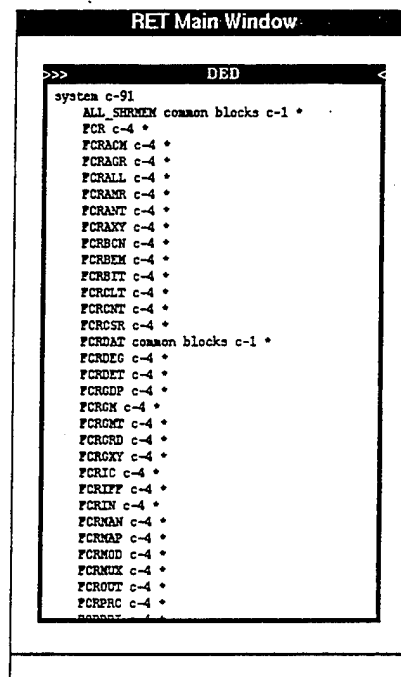 RET Main Window
>>> DED <
system c-91
ALL_SHRMEM common blocks c-1 *
FCR c-4 *
FCRACM c-4 *
FCRAGR c-4 *
FCRALL c-4 *
FCRAMR c-4 *
FCRANT c-4 *
FCRAXY c-4 *
FCRBCN c-4 *
FCRBEM c-4 *
FCRBIT c-4 *
FCRCLT c-4 *
FCRCNT c-4 *
FCRCSR c-4 *
FCRDAT common blocks c-1 *
FCRDEG c-4 *
FCRDET c-4 *
FCRGDP c-4 *
FCRGM c-4 *
FCRGMT c-4 *
FCRGRD c-4 *
FCRGXY c-4 *
FCRIC c-4 *
FCRIFF c-4 *
FCRIN c-4 *
FCRMAN c-4 *
FCRMAP c-4 *
FCRMOD c-4 *
FCRMUX c-4 *
FCROUT c-4 *
FCRPRC c-4 *